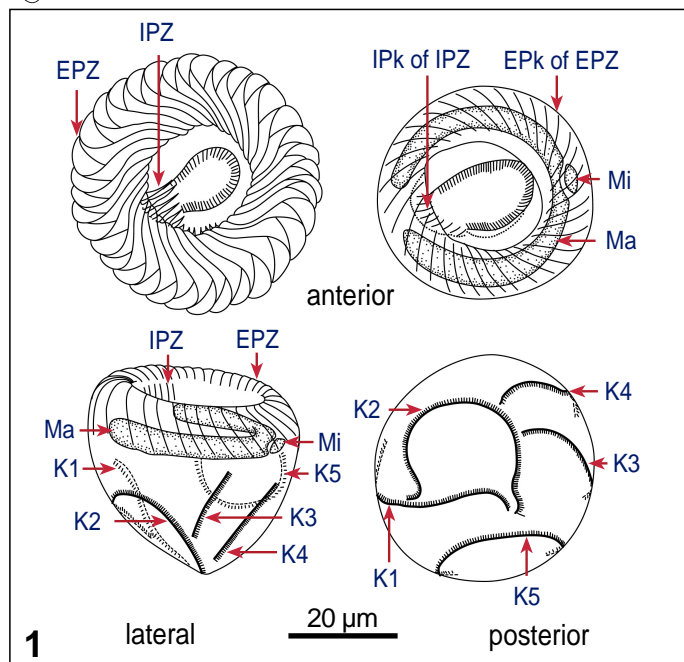 IPZ
EPZ
IPk of IPZ
EPk of EPZ
Mi
Ma
anterior
IPZ
EPZ
Ma
Mi
K1
K5
K2
K3
K4
K2
K4
K3
K1
K5
1
lateral
20 µm
posterior